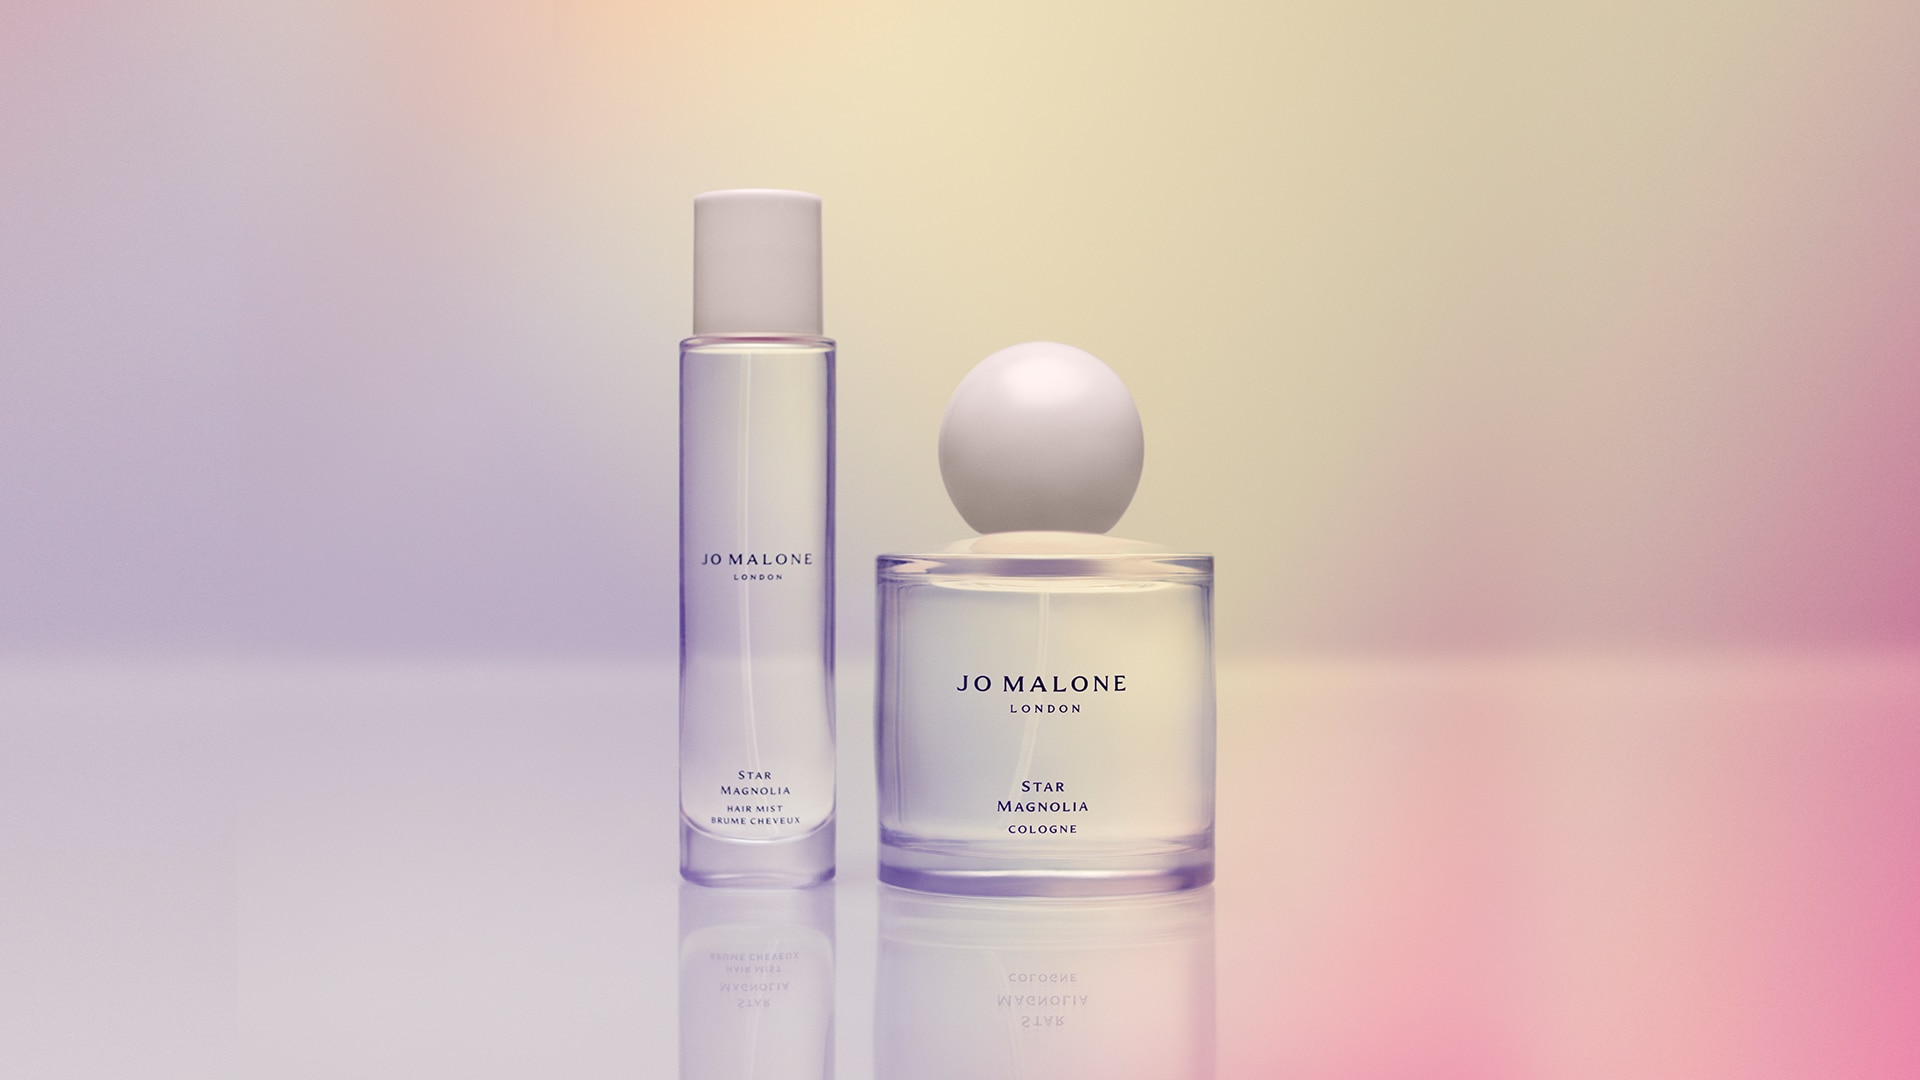 JO MALONE
LONDON
STAR
MAGNOLIA
HAIR MIST
BRUME CHEVEUX
JO MALONE
LONDON
STAR
MAGNOLIA
COLOGNE